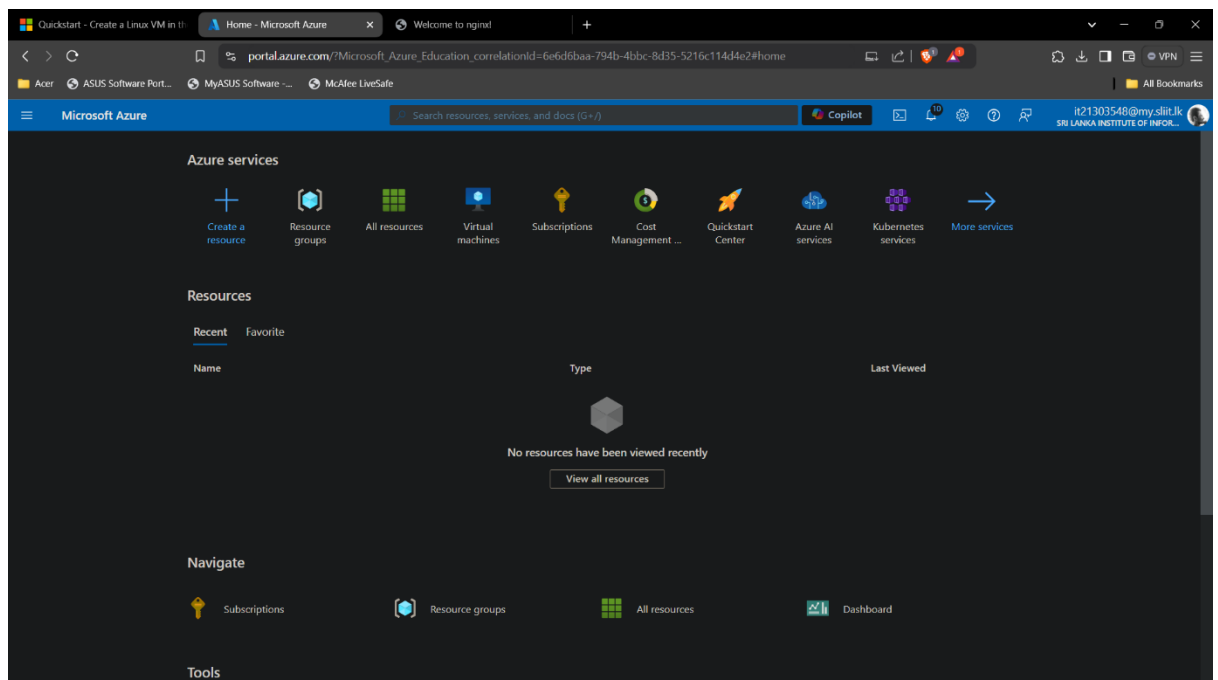 Quickstart - Create a Linux VM in th
Home - Microsoft Azure
Welcome to nginx!
portal.azure.com/?Microsoft_Azure_Education_correlationId=6e6d6baa-794b-4bbc-8d35-5216c114d4e2#home
VPN
Acer
ASUS Software Port...
MyASUS Software -...
McAfee LiveSafe
All Bookmarks
Microsoft Azure
Search resources, services, and docs (G+/)
Copilot
10
it21303548@my.sliit.lk
SRI LANKA INSTITUTE OF INFOR...
Azure services
Create a resource
Resource groups
All resources
Virtual machines
Subscriptions
Cost Management ...
Quickstart Center
Azure AI services
Kubernetes services
More services
Resources
Recent
Favorite
Name
Type
Last Viewed
No resources have been viewed recently
View all resources
Navigate
Subscriptions
Resource groups
All resources
Dashboard
Tools